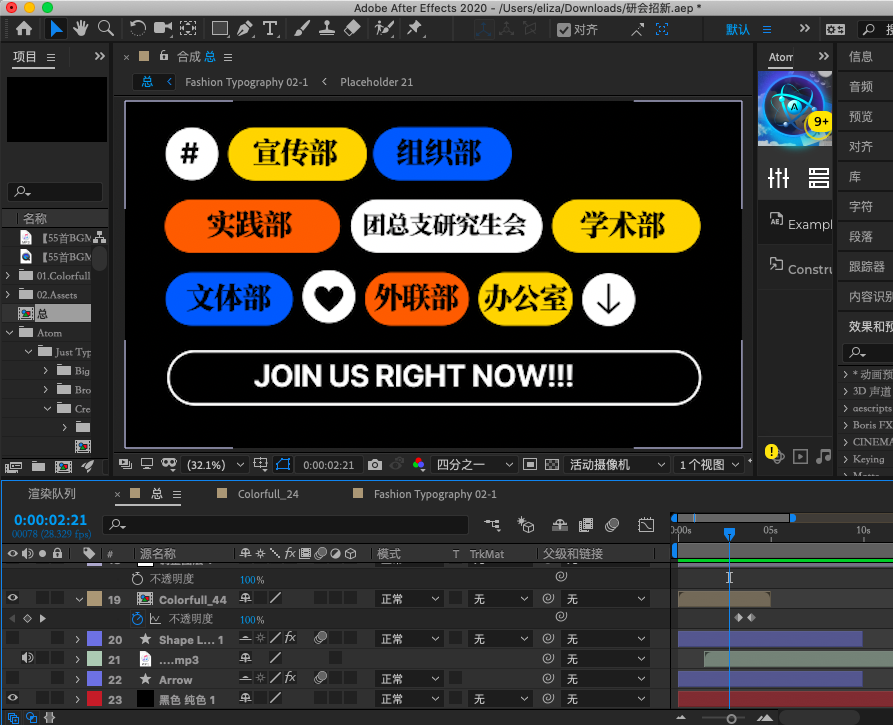 Adobe After Effects 2020 - /Users/eliza/Downloads/研会招新.aep *
对齐
默认
项目
合成 总
总
Fashion Typography 02-1
Placeholder 21
Atom
信息
音频
预览
对齐
库
字符
段落
跟踪器
内容识别
效果和预
9+
A
Exampl
Constru
# 宣传部 组织部
实践部 团总支研究生会 学术部
文体部 外联部 办公室
JOIN US RIGHT NOW!!!
名称
【55首BGM
【55首BGM
01.Colorfull
02.Assets
总
Atom
Just Typ
Big
Bro
Cre
* 动画预
3D 声道
aescripts
Boris FX
CINEMA
Keying
Matte
(32.1%)
0:00:02:21
四分之一
活动摄像机
1 个视图
渲染队列
总
Colorfull_24
Fashion Typography 02-1
0:00:02:21
00078 (28.329 fps)
0:00s 05s 10s
# 源名称 模式 T TrkMat 父级和链接
不透明度 100%
19 Colorfull_44 正常 无 无
不透明度 100%
20 Shape L... 1 fx 正常 无 无
21 ....mp3 无
22 Arrow fx 正常 无 无
23 黑色 纯色 1 正常 无 无